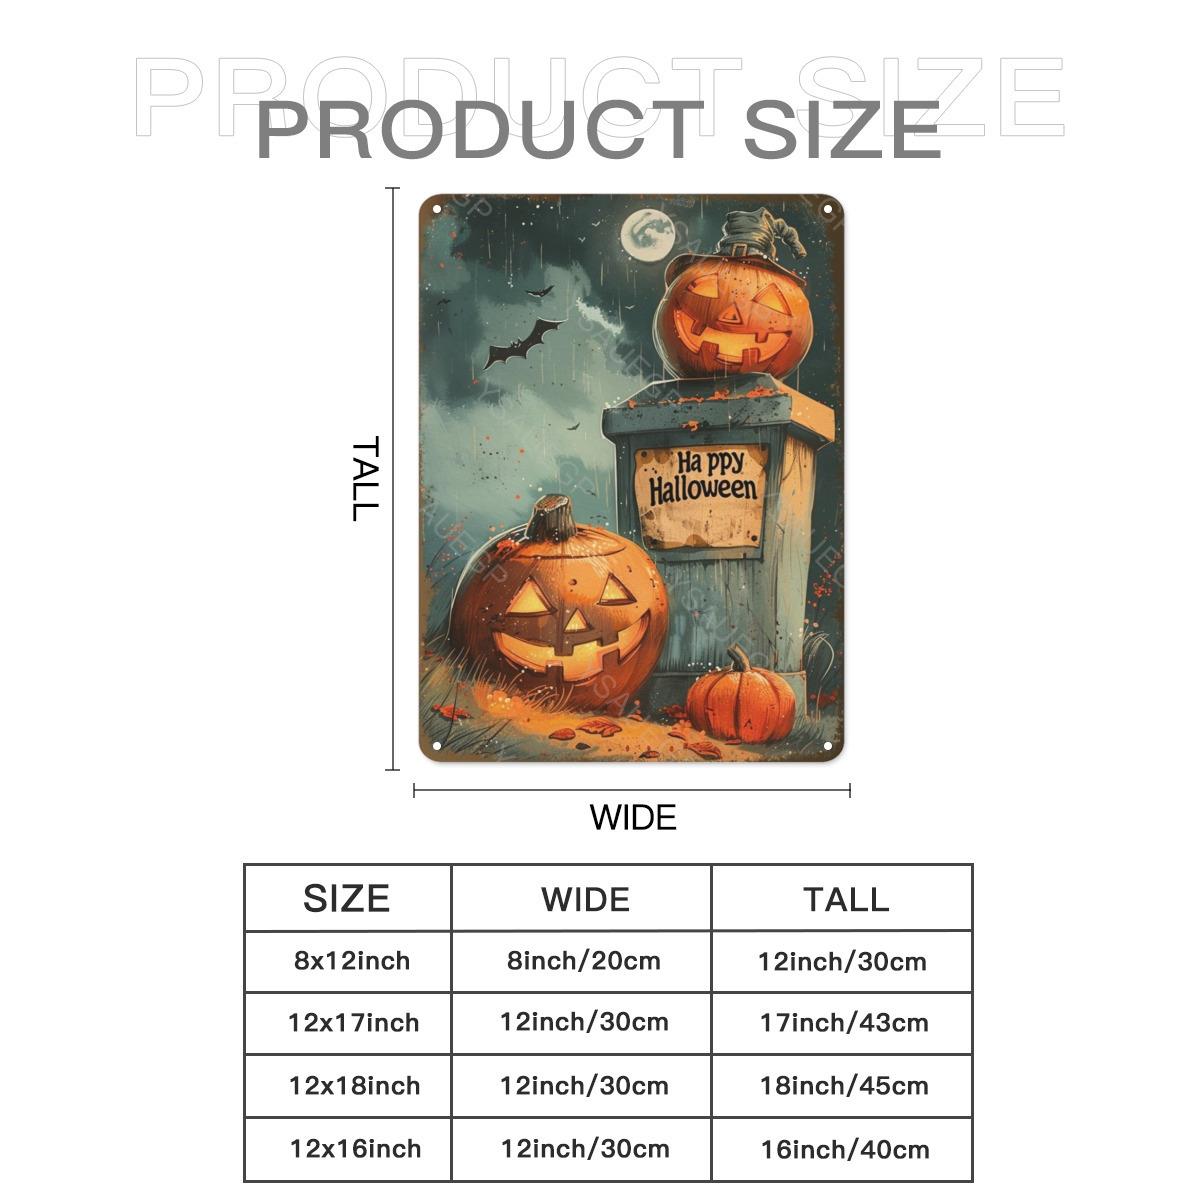 PRODUCT SIZE
PRODUCT SIZE
TALL
Ha ppy
Halloween
WIDE
SIZE WIDE TALL
8x12inch 8inch/20cm 12inch/30cm
12x17inch 12inch/30cm 17inch/43cm
12x18inch 12inch/30cm 18inch/45cm
12x16inch 12inch/30cm 16inch/40cm